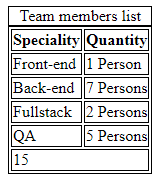 Team members list
Speciality Quantity
Front-end 1 Person
Back-end 7 Persons
Fullstack 2 Persons
QA 5 Persons
15